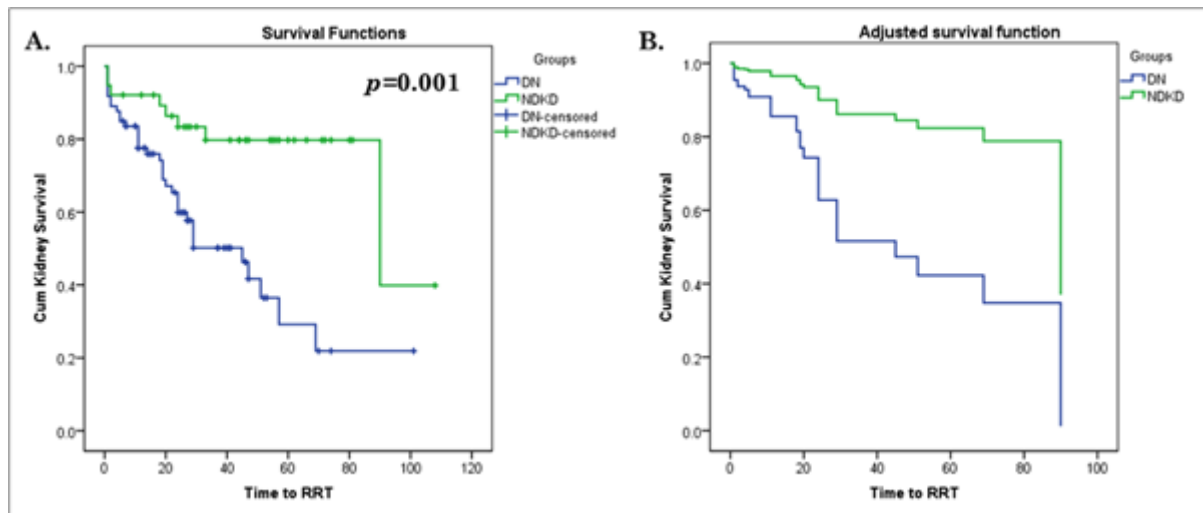 A.
Survival Functions
p=0.001
Groups
DN
NDKD
DN-censored
NDKD-censored
Cum Kidney Survival
1.0
0.8
0.6
0.4
0.2
0.0
0 20 40 60 80 100 120
Time to RRT
B.
Adjusted survival function
Groups
DN
NDKD
Cum Kidney Survival
1.0
0.8
0.6
0.4
0.2
0.0
0 20 40 60 80 100
Time to RRT